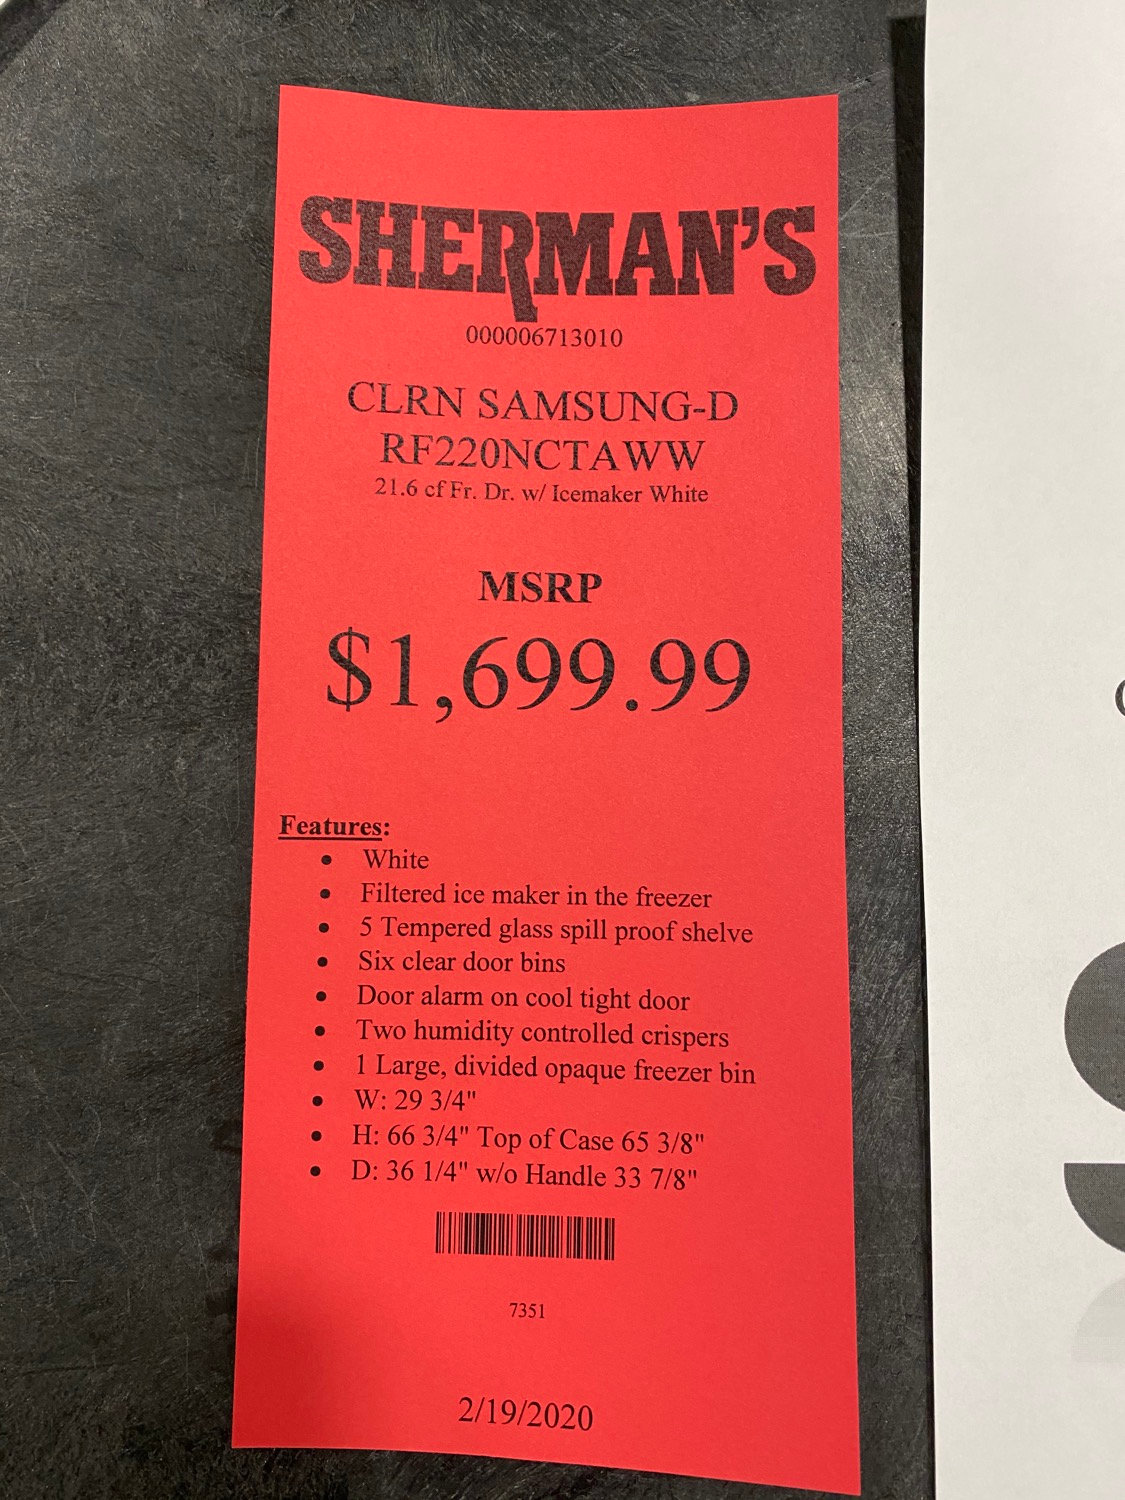 SHERMAN'S
000006713010
CLRN SAMSUNG-D
RF220NCTAWW
21.6 cf Fr. Dr. w/ Icemaker White
MSRP
$1,699.99
Features:
• White
• Filtered ice maker in the freezer
• 5 Tempered glass spill proof shelve
• Six clear door bins
• Door alarm on cool tight door
• Two humidity controlled crispers
• 1 Large, divided opaque freezer bin
• W: 29 3/4"
• H: 66 3/4" Top of Case 65 3/8"
• D: 36 1/4" w/o Handle 33 7/8"
7351
2/19/2020